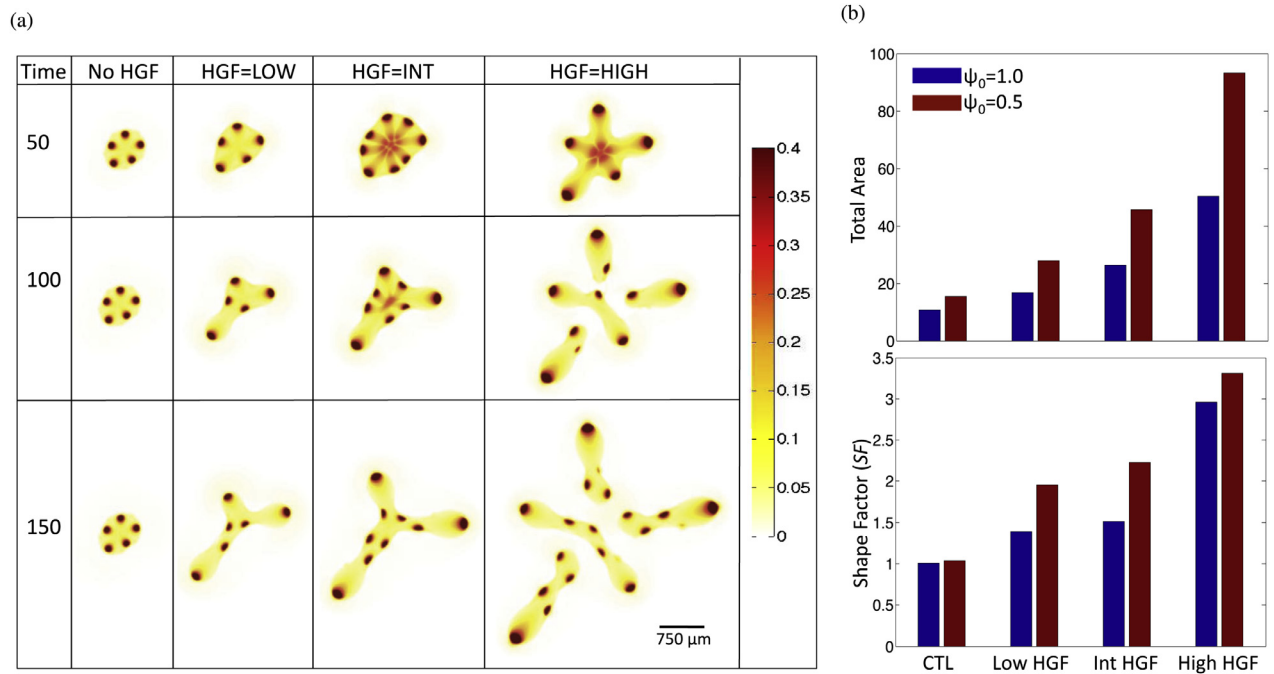 (a)
Time No HGF HGF=LOW HGF=INT HGF=HIGH
50
100
150
0.4
0.35
0.3
0.25
0.2
0.15
0.1
0.05
0
750 μm
(b)
100
80
60
40
20
0
Total Area
ψ₀=1.0
ψ₀=0.5
3.5
3
2.5
2
1.5
1
0.5
0
Shape Factor (SF)
CTL Low HGF Int HGF High HGF